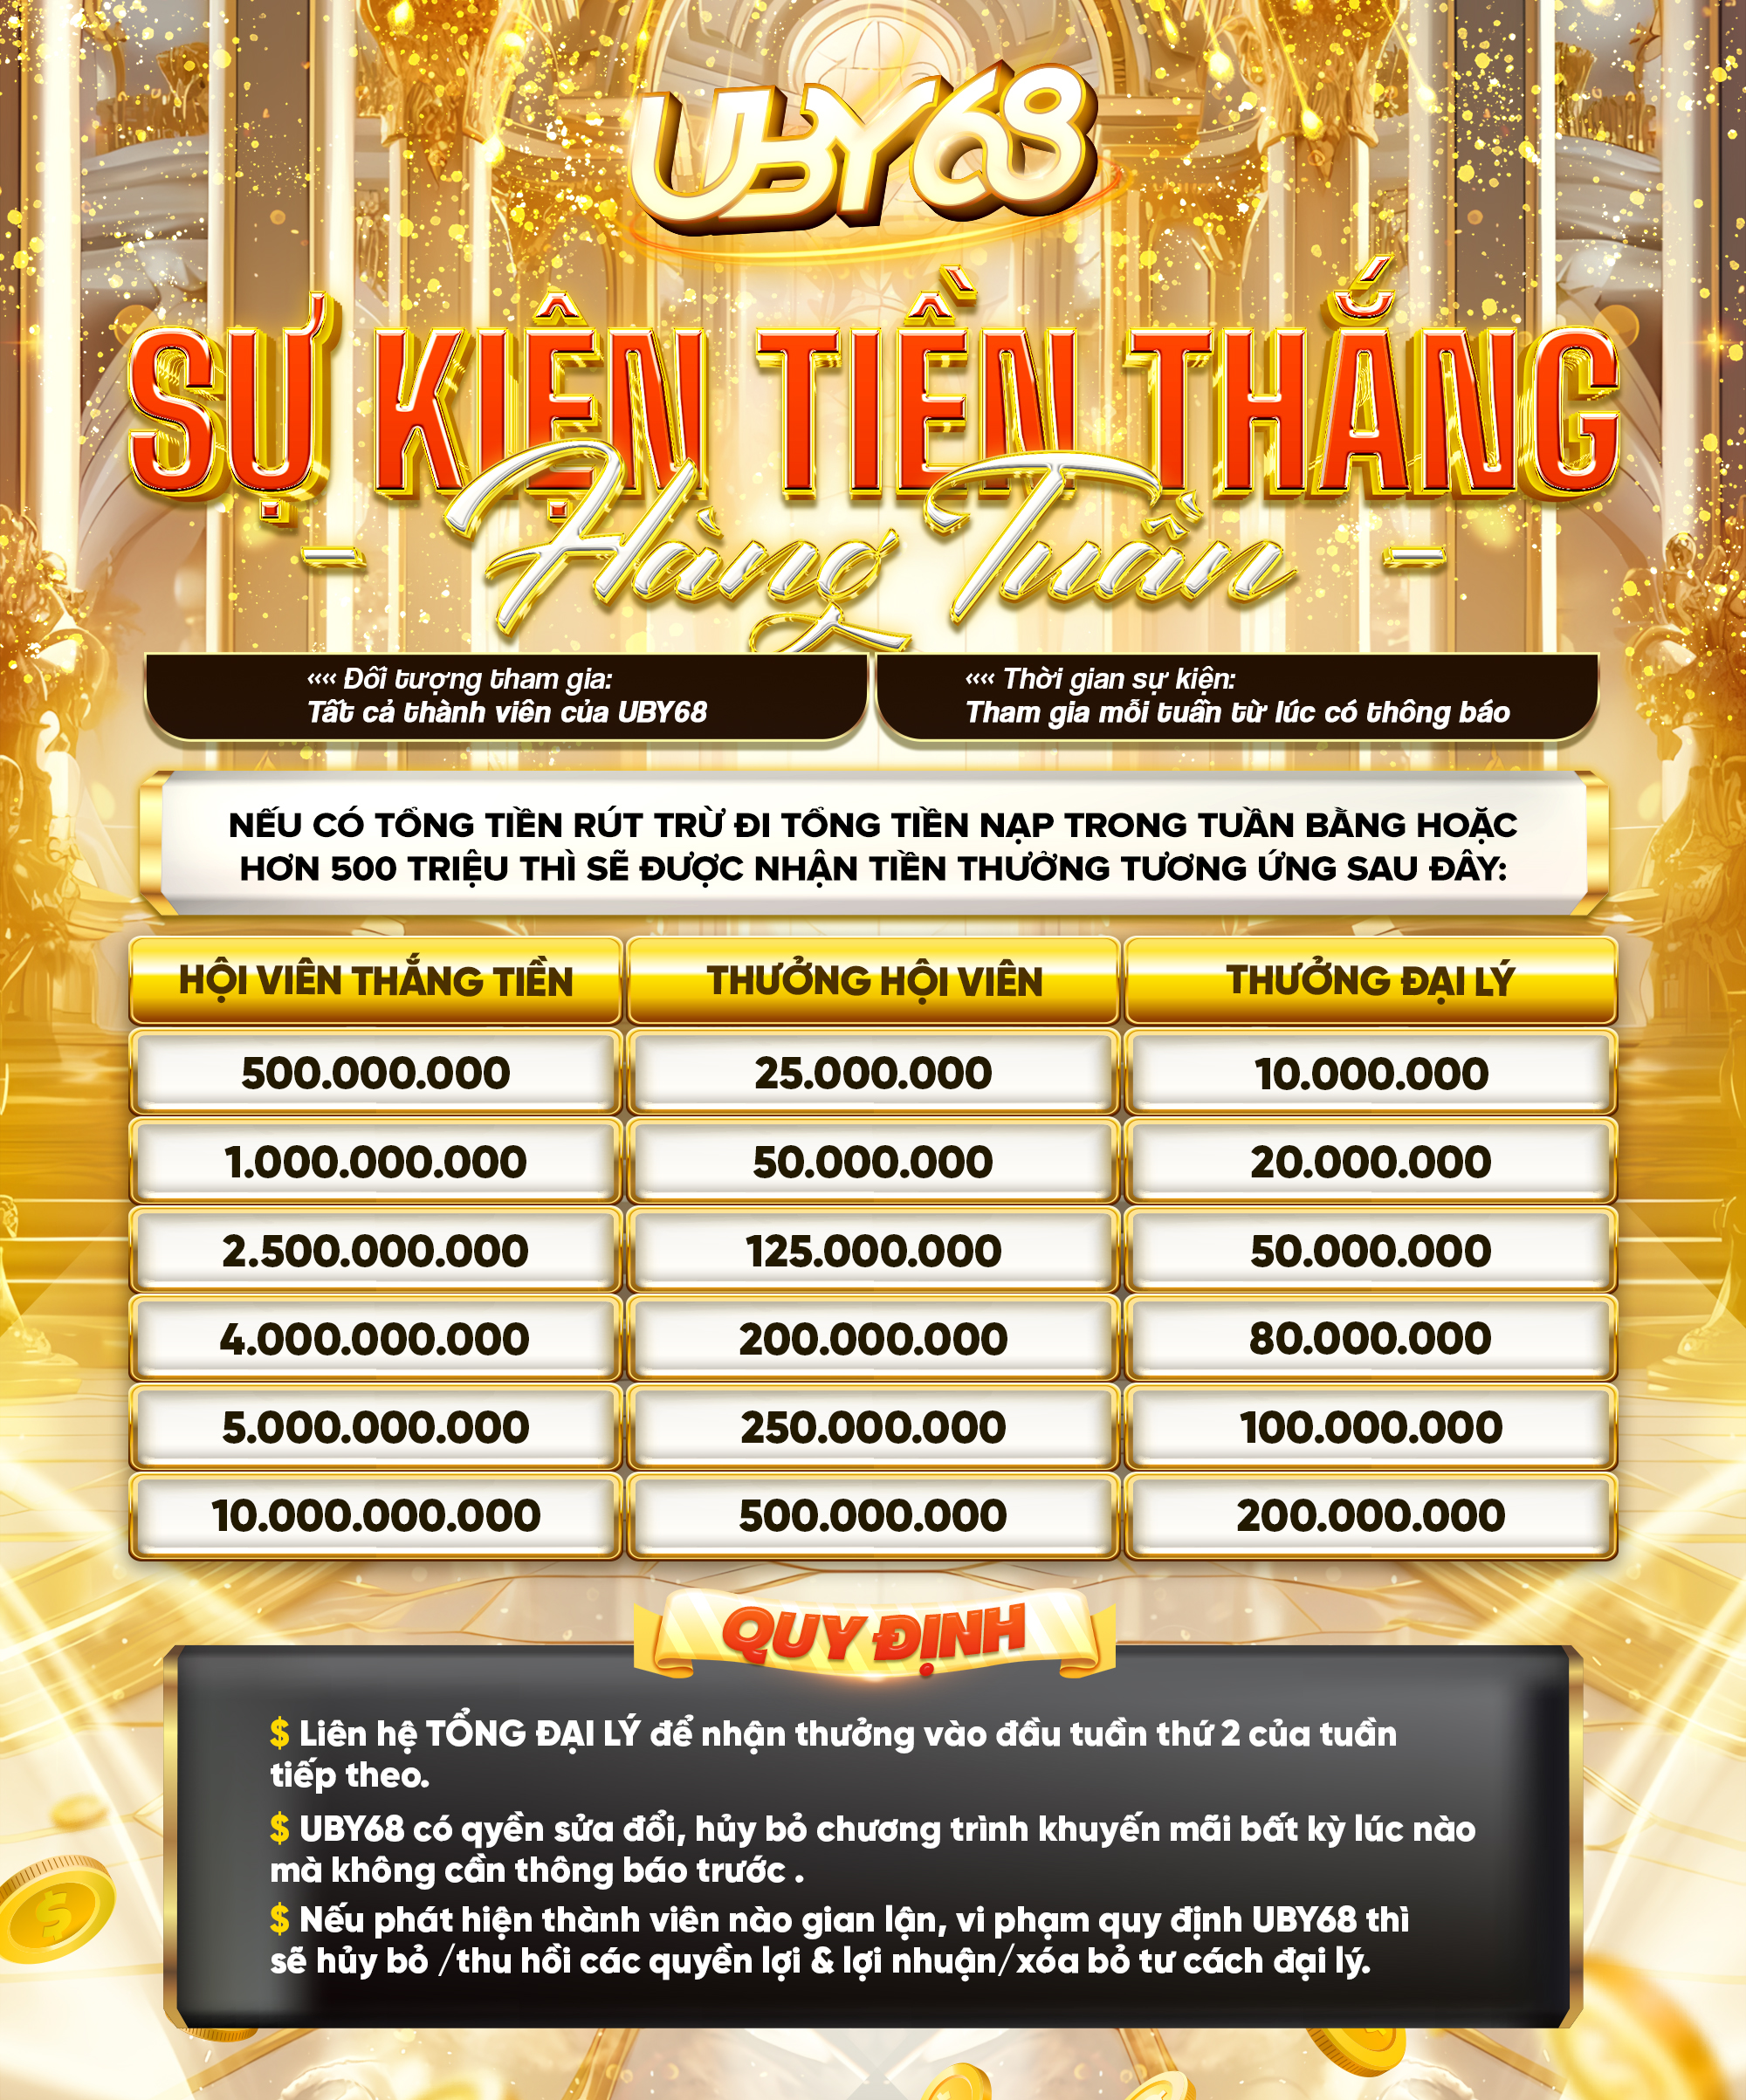 UBY68
SỰ KIỆN TIỀN THẮNG
- Hàng Tuần -
«« Đối tượng tham gia:
Tất cả thành viên của UBY68
«« Thời gian sự kiện:
Tham gia mỗi tuần từ lúc có thông báo
NẾU CÓ TỔNG TIỀN RÚT TRỪ ĐI TỔNG TIỀN NẠP TRONG TUẦN BẰNG HOẶC
HƠN 500 TRIỆU THÌ SẼ ĐƯỢC NHẬN TIỀN THƯỞNG TƯƠNG ỨNG SAU ĐÂY:
HỘI VIÊN THẮNG TIỀN THƯỞNG HỘI VIÊN THƯỞNG ĐẠI LÝ
500.000.000 25.000.000 10.000.000
1.000.000.000 50.000.000 20.000.000
2.500.000.000 125.000.000 50.000.000
4.000.000.000 200.000.000 80.000.000
5.000.000.000 250.000.000 100.000.000
10.000.000.000 500.000.000 200.000.000
QUY ĐỊNH
$ Liên hệ TỔNG ĐẠI LÝ để nhận thưởng vào đầu tuần thứ 2 của tuần
tiếp theo.
$ UBY68 có qyền sửa đổi, hủy bỏ chương trình khuyến mãi bất kỳ lúc nào
mà không cần thông báo trước .
$ Nếu phát hiện thành viên nào gian lận, vi phạm quy định UBY68 thì
sẽ hủy bỏ /thu hồi các quyền lợi & lợi nhuận/xóa bỏ tư cách đại lý.